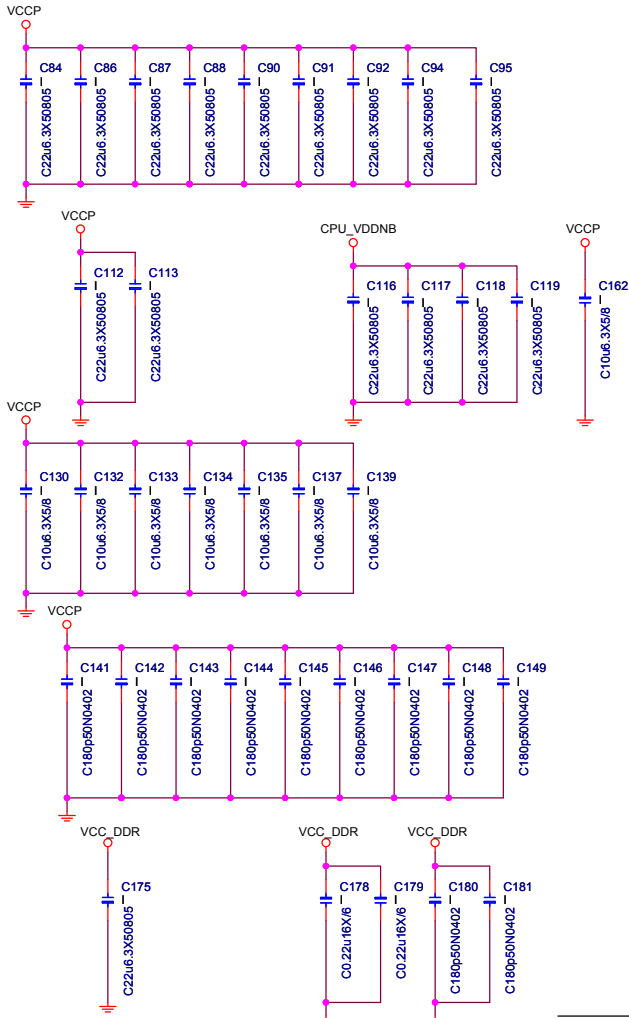 VCCP
C84 C86 C87 C88 C90 C91 C92 C94 C95
C22u6.3X50805 C22u6.3X50805 C22u6.3X50805 C22u6.3X50805 C22u6.3X50805 C22u6.3X50805 C22u6.3X50805 C22u6.3X50805 C22u6.3X50805
VCCP CPU_VDDNB VCCP
C112 C113 C116 C117 C118 C119 C162
C22u6.3X50805 C22u6.3X50805 C22u6.3X50805 C22u6.3X50805 C22u6.3X50805 C22u6.3X50805 C10u6.3X5/8
VCCP
C130 C132 C133 C134 C135 C137 C139
C10u6.3X5/8 C10u6.3X5/8 C10u6.3X5/8 C10u6.3X5/8 C10u6.3X5/8 C10u6.3X5/8 C10u6.3X5/8
VCCP
C141 C142 C143 C144 C145 C146 C147 C148 C149
C180p50N0402 C180p50N0402 C180p50N0402 C180p50N0402 C180p50N0402 C180p50N0402 C180p50N0402 C180p50N0402 C180p50N0402
VCC_DDR VCC_DDR VCC_DDR
C175 C178 C179 C180 C181
C22u6.3X50805 C0.22u16X/6 C0.22u16X/6 C180p50N0402 C180p50N0402